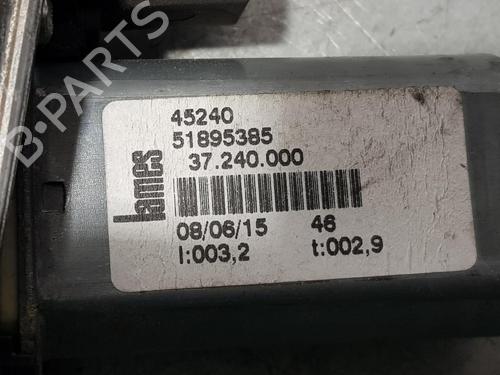 45240
51895385
37.240.000
lames
08/06/15 46
I:003,2 t:002,9
B-PARTS